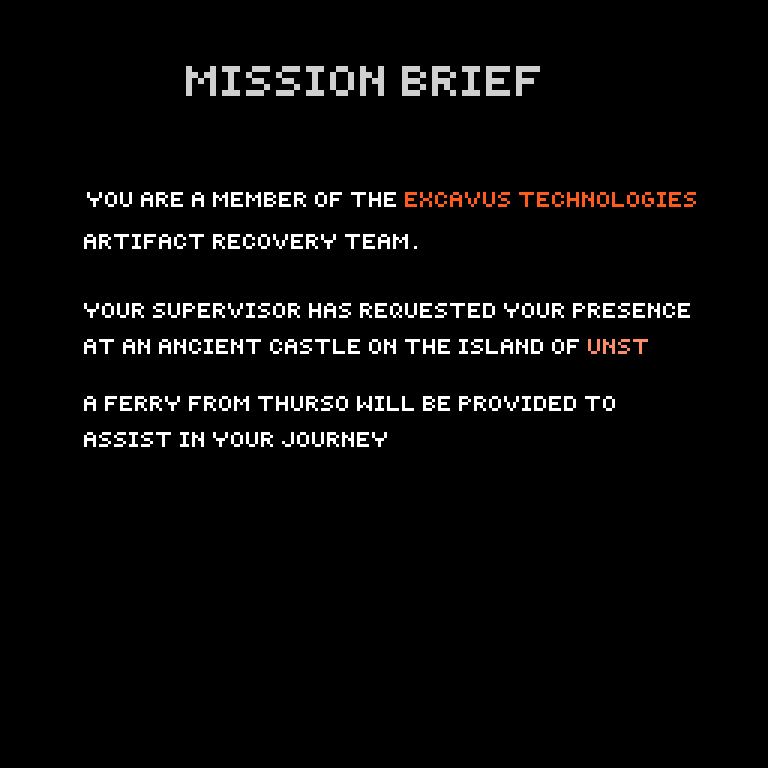 MISSION BRIEF
YOU ARE A MEMBER OF THE EXCAVUS TECHNOLOGIES
ARTIFACT RECOVERY TEAM.
YOUR SUPERVISOR HAS REQUESTED YOUR PRESENCE
AT AN ANCIENT CASTLE ON THE ISLAND OF UNST
A FERRY FROM THURSO WILL BE PROVIDED TO
ASSIST IN YOUR JOURNEY